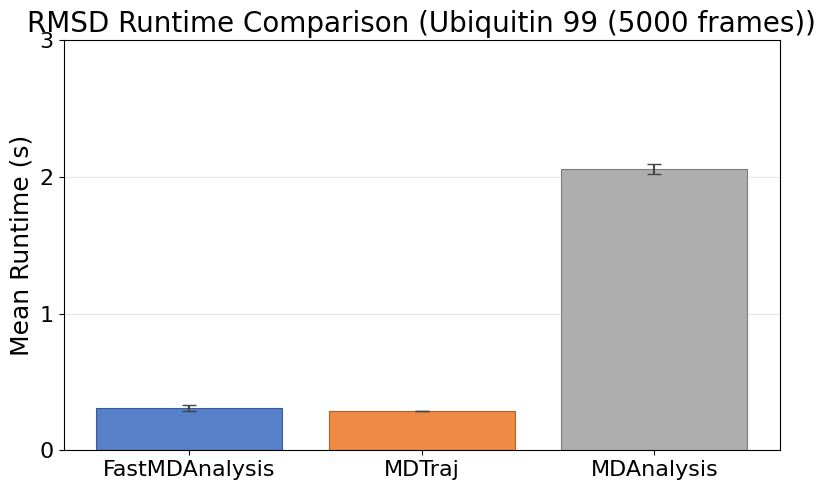 RMSD Runtime Comparison (Ubiquitin 99 (5000 frames))
Mean Runtime (s)
3
2
1
0
FastMDAnalysis
MDTraj
MDAnalysis